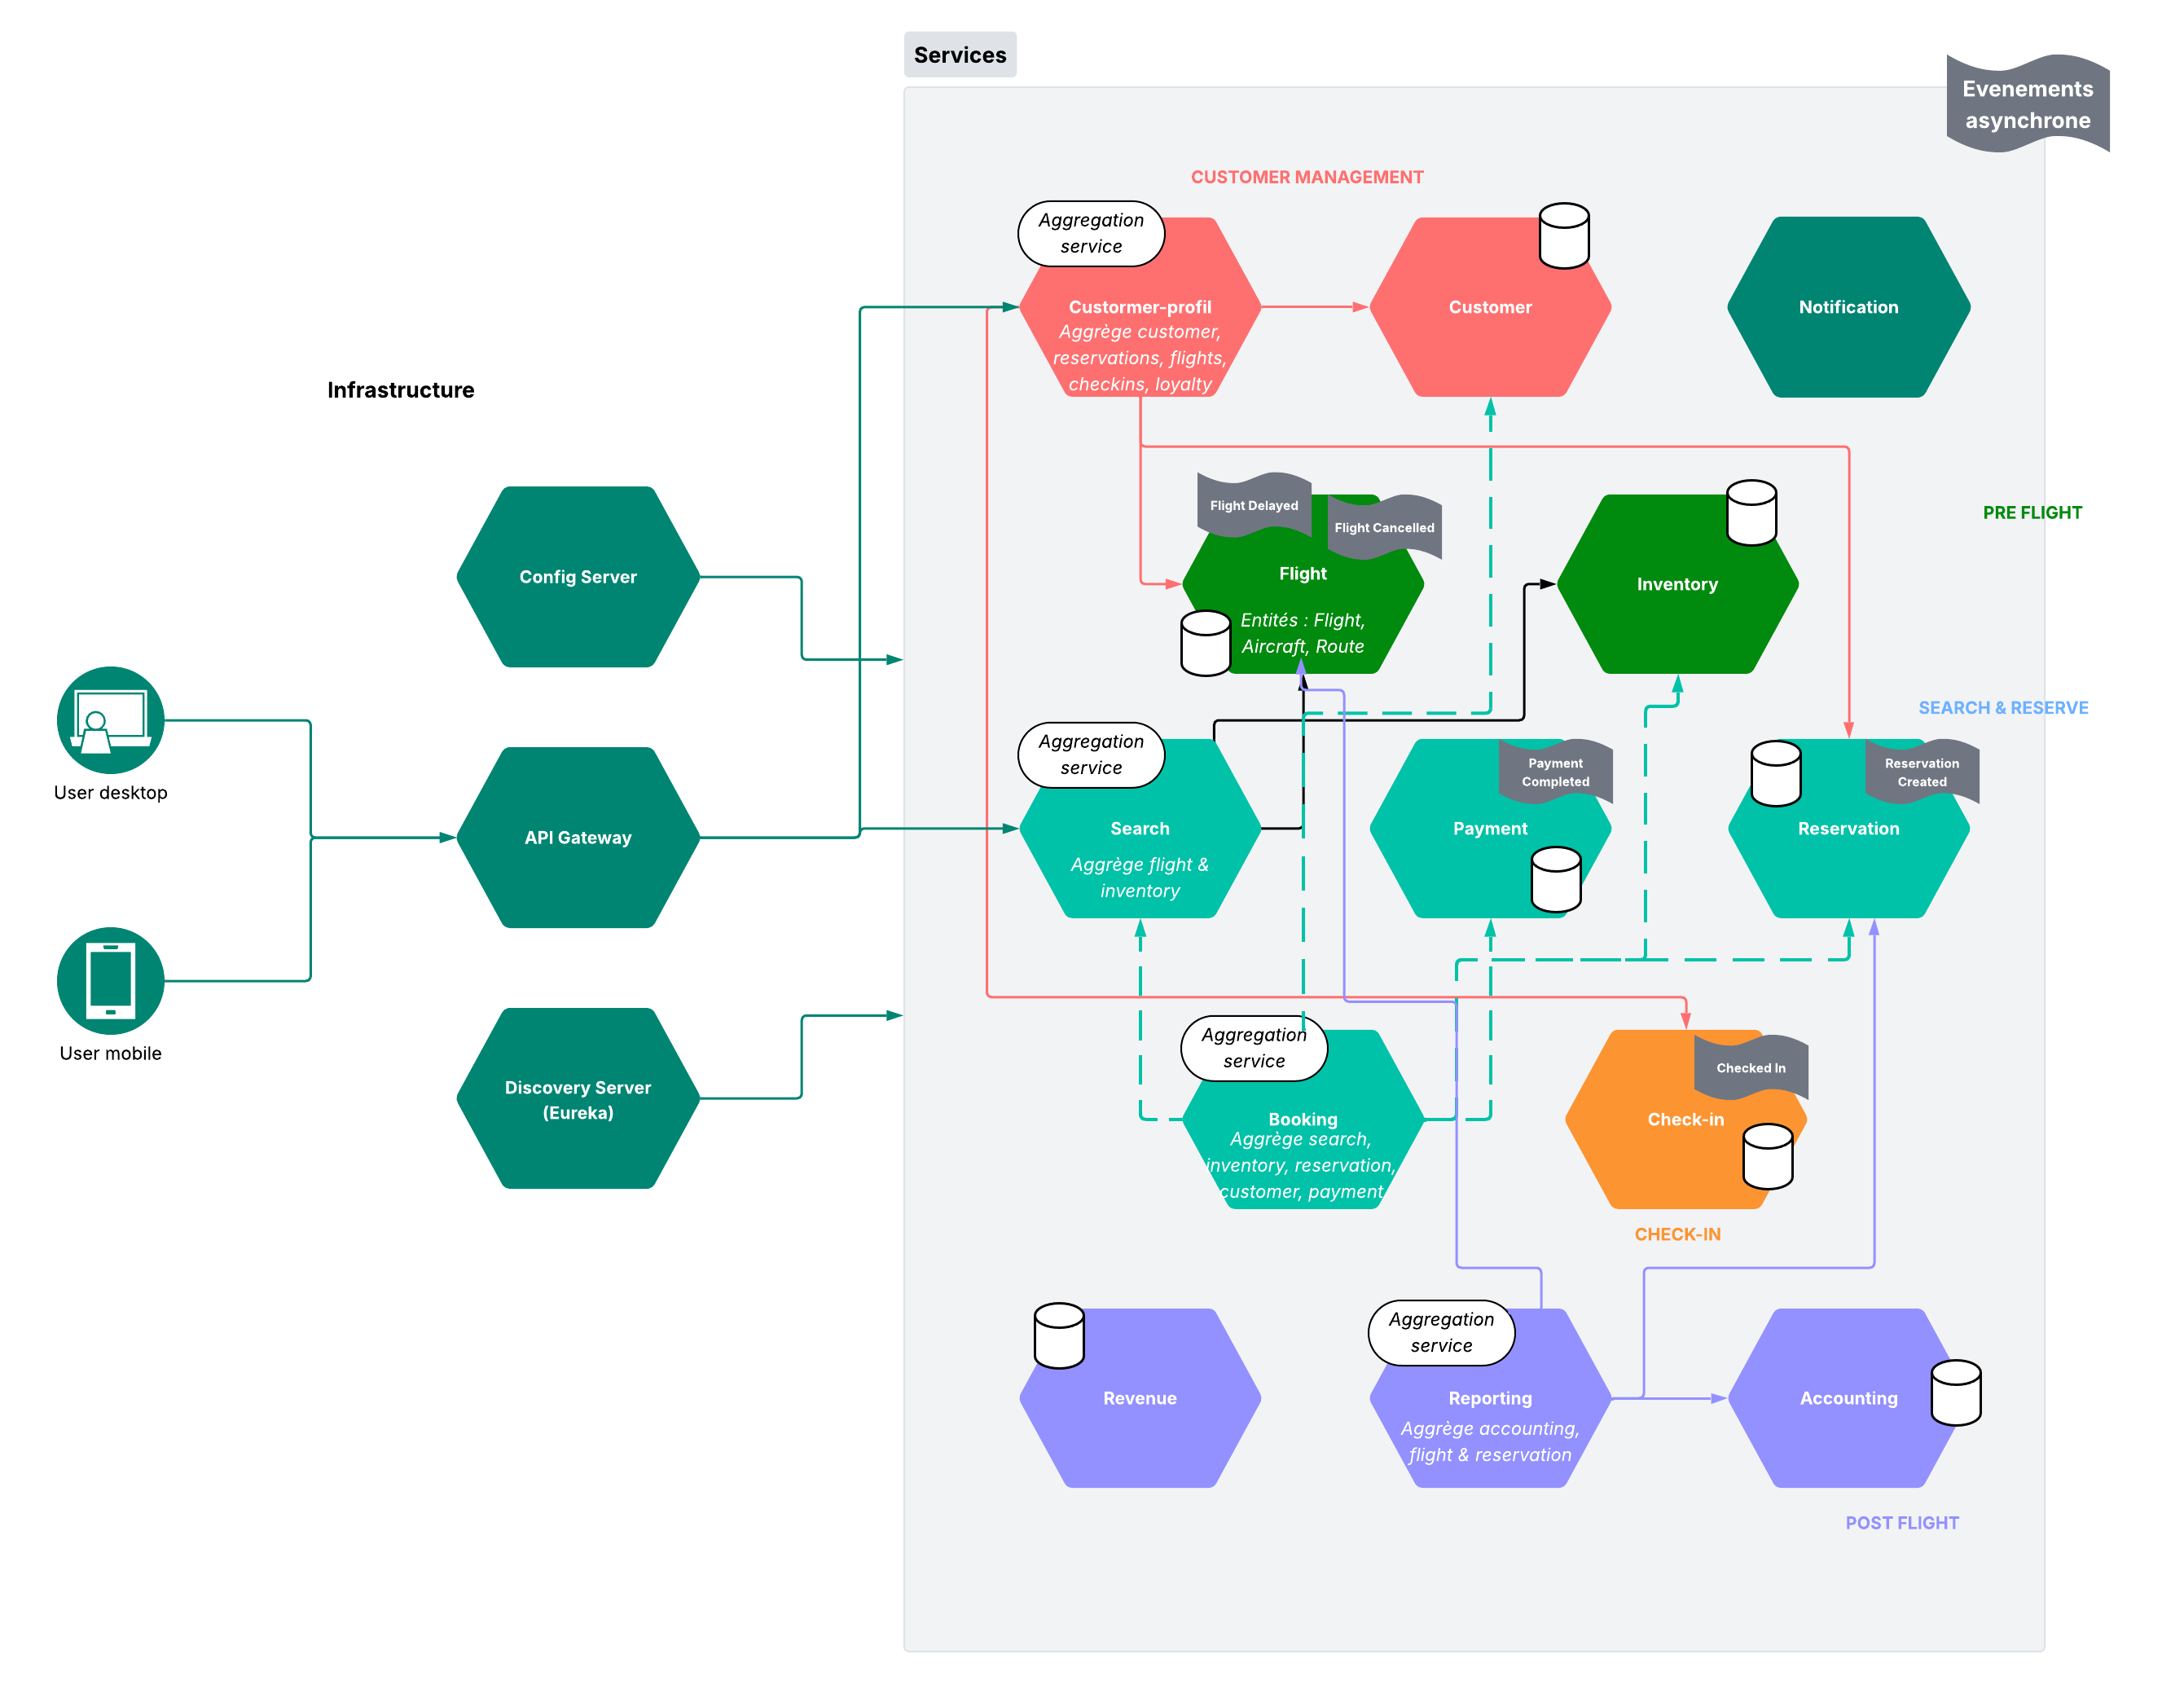 Services
Evenements
asynchrone
CUSTOMER MANAGEMENT
Aggregation
service
Custormer-profil
Aggrège customer,
reservations, flights,
checkins, loyalty
Customer
Notification
Infrastructure
Config Server
Flight Delayed
Flight Cancelled
Flight
Entités : Flight,
Aircraft, Route
Inventory
PRE FLIGHT
SEARCH & RESERVE
User desktop
API Gateway
Aggregation
service
Search
Aggrège flight &
inventory
Payment
Completed
Payment
Reservation
Created
Reservation
User mobile
Discovery Server
(Eureka)
Aggregation
service
Booking
Aggrège search,
inventory, reservation,
customer, payment
Checked In
Check-in
CHECK-IN
Revenue
Aggregation
service
Reporting
Aggrège accounting,
flight & reservation
Accounting
POST FLIGHT